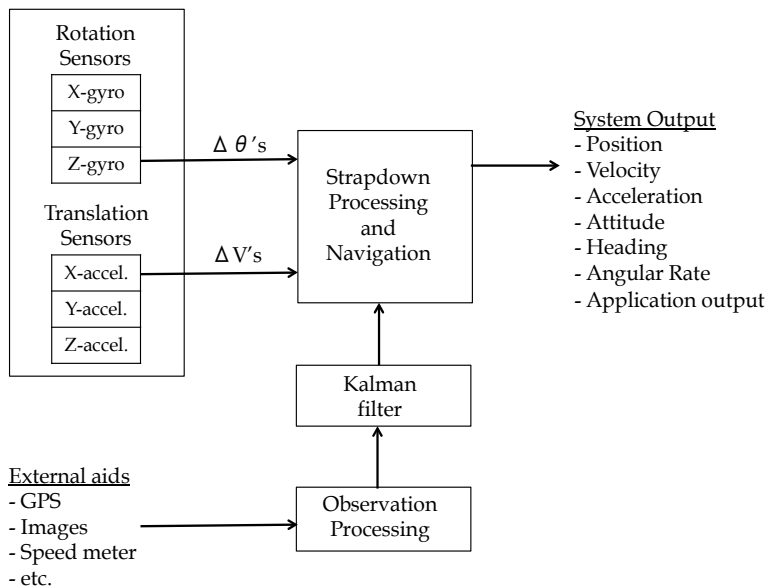 Rotation
Sensors
X-gyro
Y-gyro
Z-gyro
Translation
Sensors
X-accel.
Y-accel.
Z-accel.
Δ θ's
Δ V's
Strapdown
Processing
and
Navigation
System Output
- Position
- Velocity
- Acceleration
- Attitude
- Heading
- Angular Rate
- Application output
Kalman
filter
External aids
- GPS
- Images
- Speed meter
- etc.
Observation
Processing